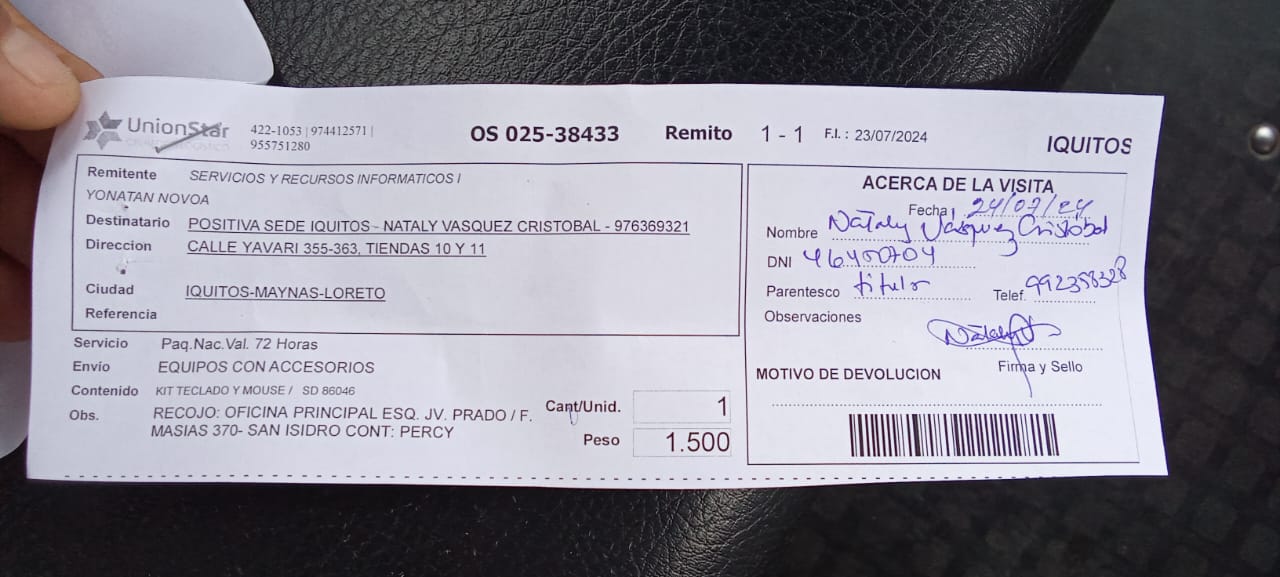 UnionStar
422-1053 | 974412571 |
955751280
OS 025-38433 Remito 1 - 1 F.I. : 23/07/2024 IQUITOS
Remitente SERVICIOS Y RECURSOS INFORMATICOS I
YONATAN NOVOA
Destinatario POSITIVA SEDE IQUITOS - NATALY VASQUEZ CRISTOBAL - 976369321
Direccion CALLE YAVARI 355-363, TIENDAS 10 Y 11
Ciudad IQUITOS-MAYNAS-LORETO
Referencia
Servicio Paq.Nac.Val. 72 Horas
Envío EQUIPOS CON ACCESORIOS
Contenido KIT TECLADO Y MOUSE / SD 86046
Obs. RECOJO: OFICINA PRINCIPAL ESQ. JV. PRADO / F.
MASIAS 370- SAN ISIDRO CONT: PERCY
Cant/Unid. 1
Peso 1.500
ACERCA DE LA VISITA
Fecha 24/07/24
Nombre Nataly Vásquez Cristóbal
DNI 46450704
Parentesco titular
Telef. 992358328
Observaciones
Nataly
Firma y Sello
MOTIVO DE DEVOLUCION